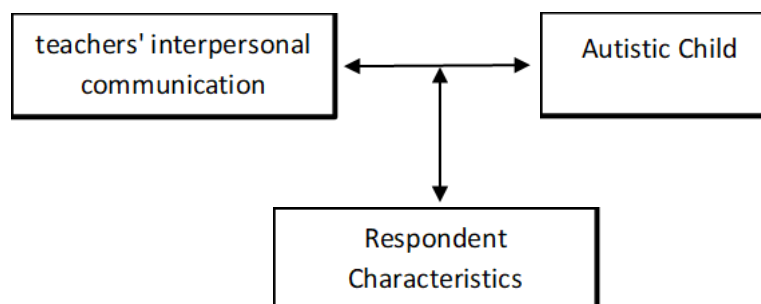 teachers' interpersonal
communication
Autistic Child
Respondent
Characteristics